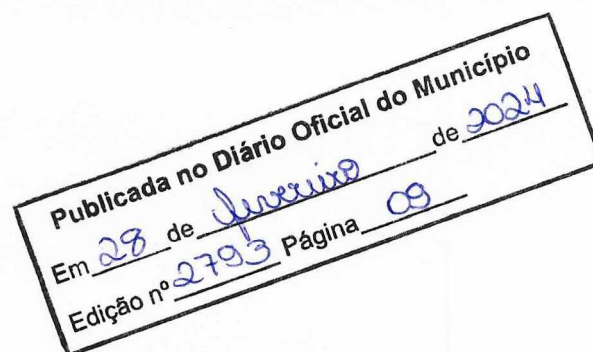 Publicada no Diário Oficial do Município
Em 28 de fevereiro de 2024
Edição nº 2793 Página 09